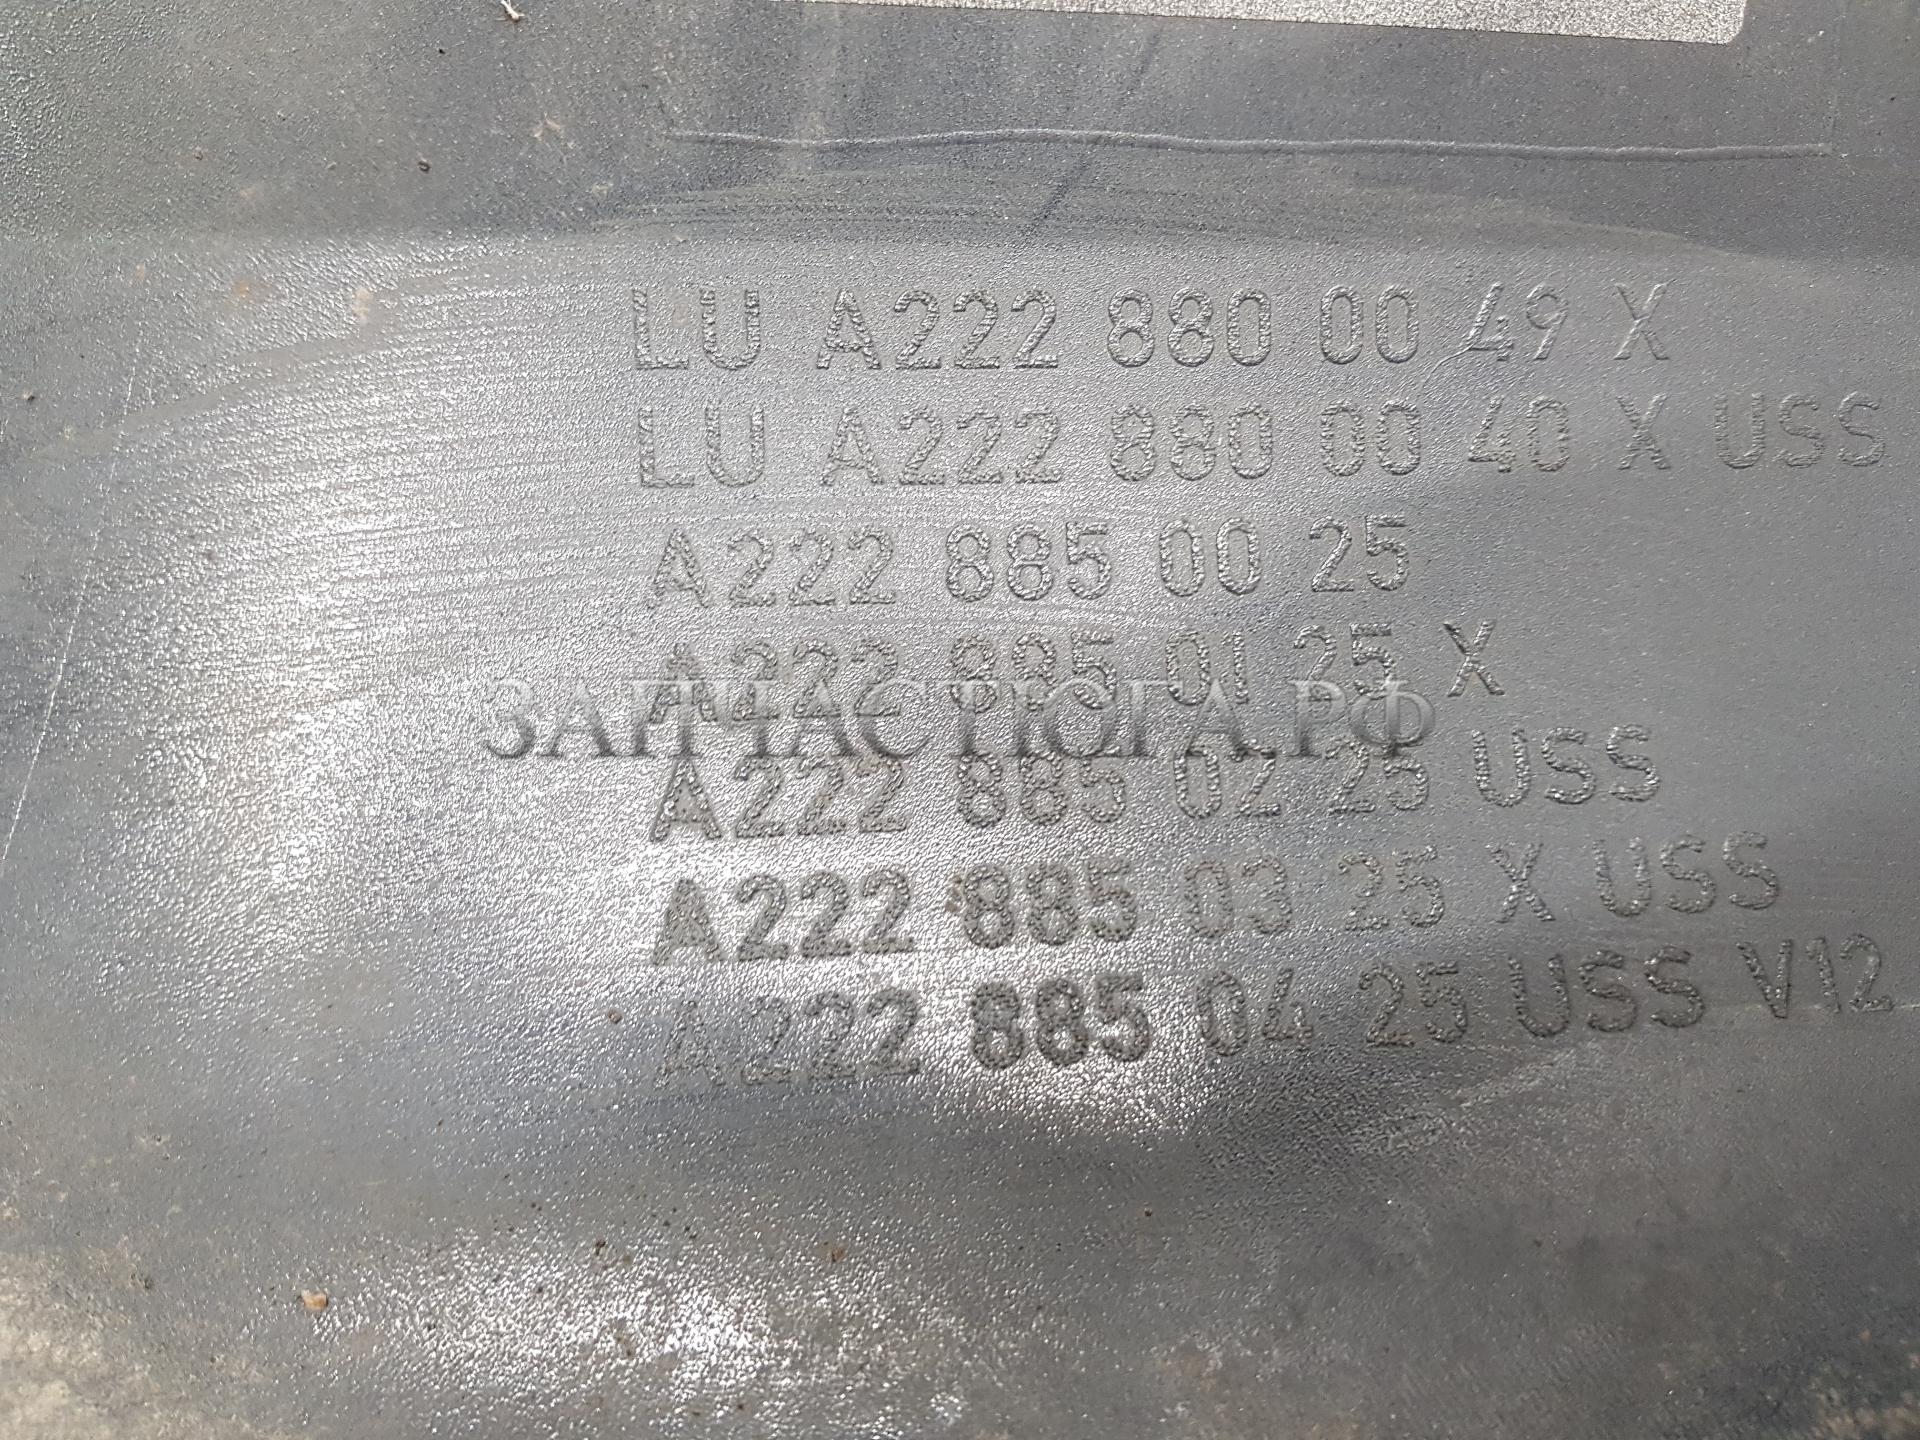 LU A222 880 00 49 X
LU A222 880 00 40 X USS
A222 885 00 25
A222 885 01 25 X
ЗАПЧАСТЮГА.РФ
A222 885 02 25 USS
A222 885 03 25 X USS
A222 885 04 25 USS V12